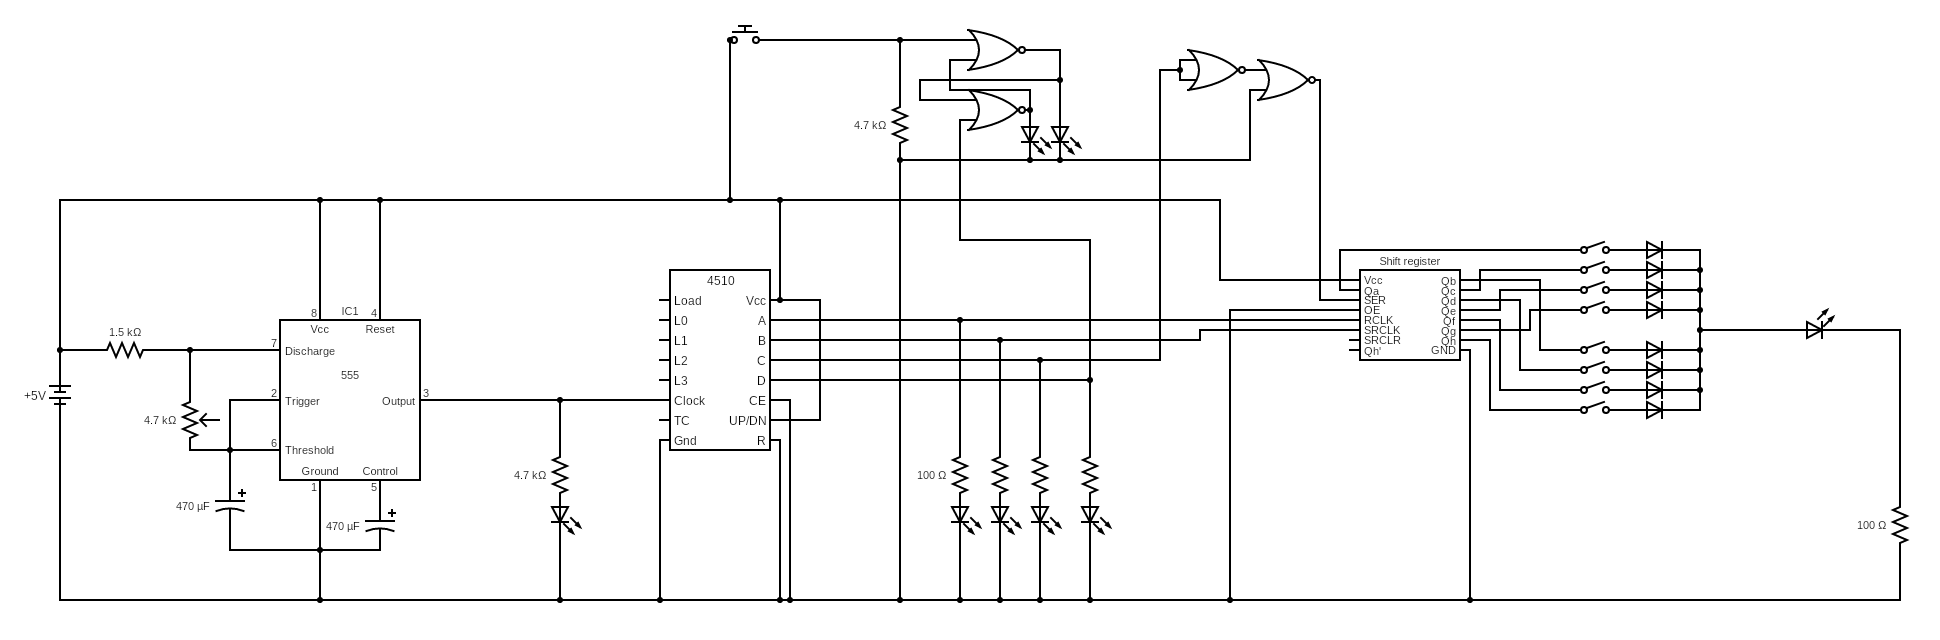 4.7 kΩ
+5V
1.5 kΩ
4.7 kΩ
470 µF
470 µF
IC1
8
4
Vcc
Reset
7
Discharge
555
2
Trigger
Output
3
6
Threshold
Ground
Control
1
5
4.7 kΩ
4510
Load
Vcc
L0
A
L1
B
L2
C
L3
D
Clock
CE
TC
UP/DN
Gnd
R
100 Ω
Shift register
Vcc
Qb
Qa
Qc
SER
Qd
OE
Qe
RCLK
Qf
SRCLK
Qg
SRCLR
Qh
Qh'
GND
100 Ω